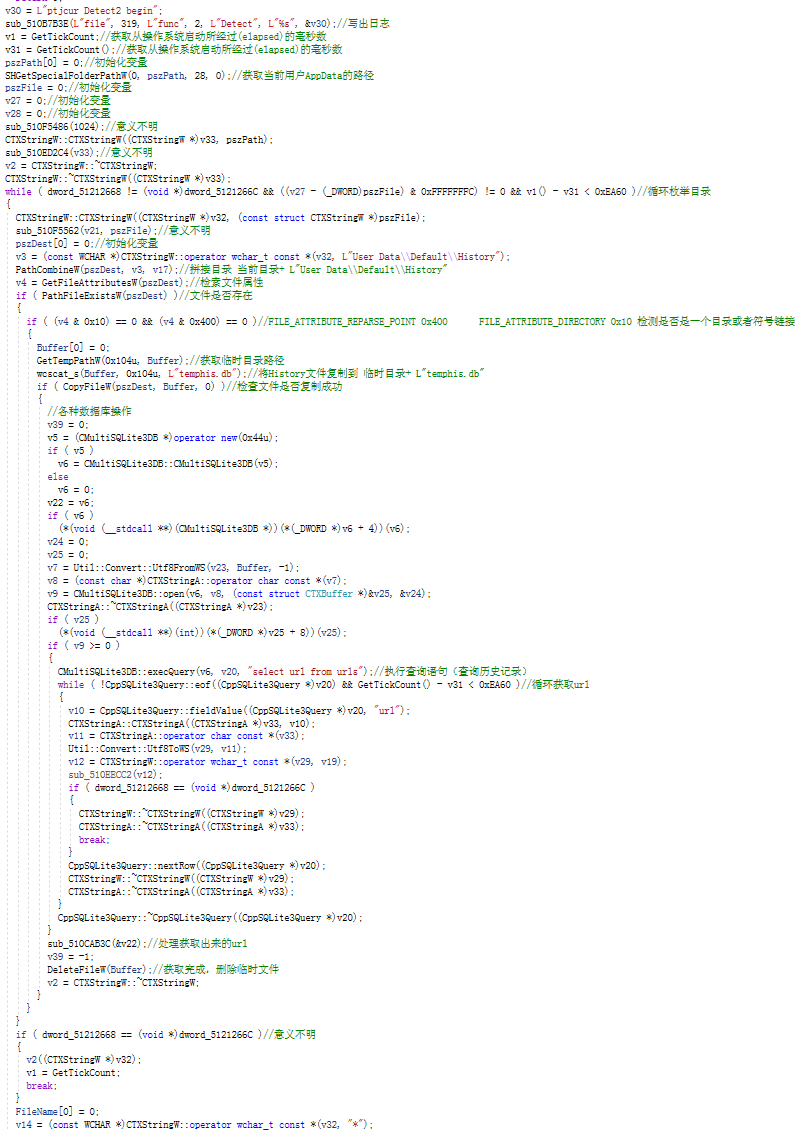 v30 = L"ptjcur Detect2 begin";
sub_510B7B3E(L"file", 319, L"func", 2, L"Detect", L"%s", &v30);//写出日志
v1 = GetTickCount;//获取从操作系统启动所经过(elapsed)的毫秒数
v31 = GetTickCount();//获取从操作系统启动所经过(elapsed)的毫秒数
pszPath[0] = 0;//初始化变量
SHGetSpecialFolderPathW(0, pszPath, 28, 0);//获取当前用户AppData的路径
pszFile = 0;//初始化变量
v27 = 0;//初始化变量
v28 = 0;//初始化变量
sub_510F5486(1024);//意义不明
CTXStringW::CTXStringW((CTXStringW *)v33, pszPath);
sub_510ED2C4(v33);//意义不明
v2 = CTXStringW::~CTXStringW;
CTXStringW::~CTXStringW((CTXStringW *)v33);
while ( dword_51212668 != (void *)dword_5121266C && ((v27 - (_DWORD)pszFile) & 0xFFFFFFFC) != 0 && v1() - v31 < 0xEA60 )//循环枚举目录
{
CTXStringW::CTXStringW((CTXStringW *)v32, (const struct CTXStringW *)pszFile);
sub_510F5562(v21, pszFile);//意义不明
pszDest[0] = 0;//初始化变量
v3 = (const WCHAR *)CTXStringW::operator wchar_t const *(v32, L"User Data\\Default\\History");
PathCombineW(pszDest, v3, v17);//拼接目录 当前目录+ L"User Data\\Default\\History"
v4 = GetFileAttributesW(pszDest);//检索文件属性
if ( PathFileExistsW(pszDest) )//文件是否存在
{
if ( (v4 & 0x10) == 0 && (v4 & 0x400) == 0 )//FILE_ATTRIBUTE_REPARSE_POINT 0x400 FILE_ATTRIBUTE_DIRECTORY 0x10 检测是否是一个目录或者符号链接
{
Buffer[0] = 0;
GetTempPathW(0x104u, Buffer);//获取临时目录路径
wcscat_s(Buffer, 0x104u, L"temphis.db");//将History文件复制到 临时目录+ L"temphis.db"
if ( CopyFileW(pszDest, Buffer, 0) )//检查文件是否复制成功
{
//各种数据库操作
v39 = 0;
v5 = (CMultiSQLite3DB *)operator new(0x44u);
if ( v5 )
v6 = CMultiSQLite3DB::CMultiSQLite3DB(v5);
else
v6 = 0;
v22 = v6;
if ( v6 )
(*(void (__stdcall **)(CMultiSQLite3DB *))(*(_DWORD *)v6 + 4))(v6);
v24 = 0;
v25 = 0;
v7 = Util::Convert::Utf8FromWS(v23, Buffer, -1);
v8 = (const char *)CTXStringA::operator char const *(v7);
v9 = CMultiSQLite3DB::open(v6, v8, (const struct CTXBuffer *)&v25, &v24);
CTXStringA::~CTXStringA((CTXStringA *)v23);
if ( v25 )
(*(void (__stdcall **)(int))(*(_DWORD *)v25 + 8))(v25);
if ( v9 >= 0 )
{
CMultiSQLite3DB::execQuery(v6, v20, "select url from urls");//执行查询语句（查询历史记录）
while ( !CppSQLite3Query::eof((CppSQLite3Query *)v20) && GetTickCount() - v31 < 0xEA60 )//循环获取url
{
v10 = CppSQLite3Query::fieldValue((CppSQLite3Query *)v20, "url");
CTXStringA::CTXStringA((CTXStringA *)v33, v10);
v11 = CTXStringA::operator char const *(v33);
Util::Convert::Utf8ToWS(v29, v11);
v12 = CTXStringW::operator wchar_t const *(v29, v19);
sub_510EECC2(v12);
if ( dword_51212668 == (void *)dword_5121266C )
{
CTXStringW::~CTXStringW((CTXStringW *)v29);
CTXStringA::~CTXStringA((CTXStringA *)v33);
break;
}
CppSQLite3Query::nextRow((CppSQLite3Query *)v20);
CTXStringW::~CTXStringW((CTXStringW *)v29);
CTXStringA::~CTXStringA((CTXStringA *)v33);
}
CppSQLite3Query::~CppSQLite3Query((CppSQLite3Query *)v20);
}
sub_510CAB3C(&v22);//处理获取出来的url
v39 = -1;
DeleteFileW(Buffer);//获取完成，删除临时文件
v2 = CTXStringW::~CTXStringW;
}
}
}
if ( dword_51212668 == (void *)dword_5121266C )//意义不明
{
v2((CTXStringW *)v32);
v1 = GetTickCount;
break;
}
FileName[0] = 0;
v14 = (const WCHAR *)CTXStringW::operator wchar_t const *(v32, "*");